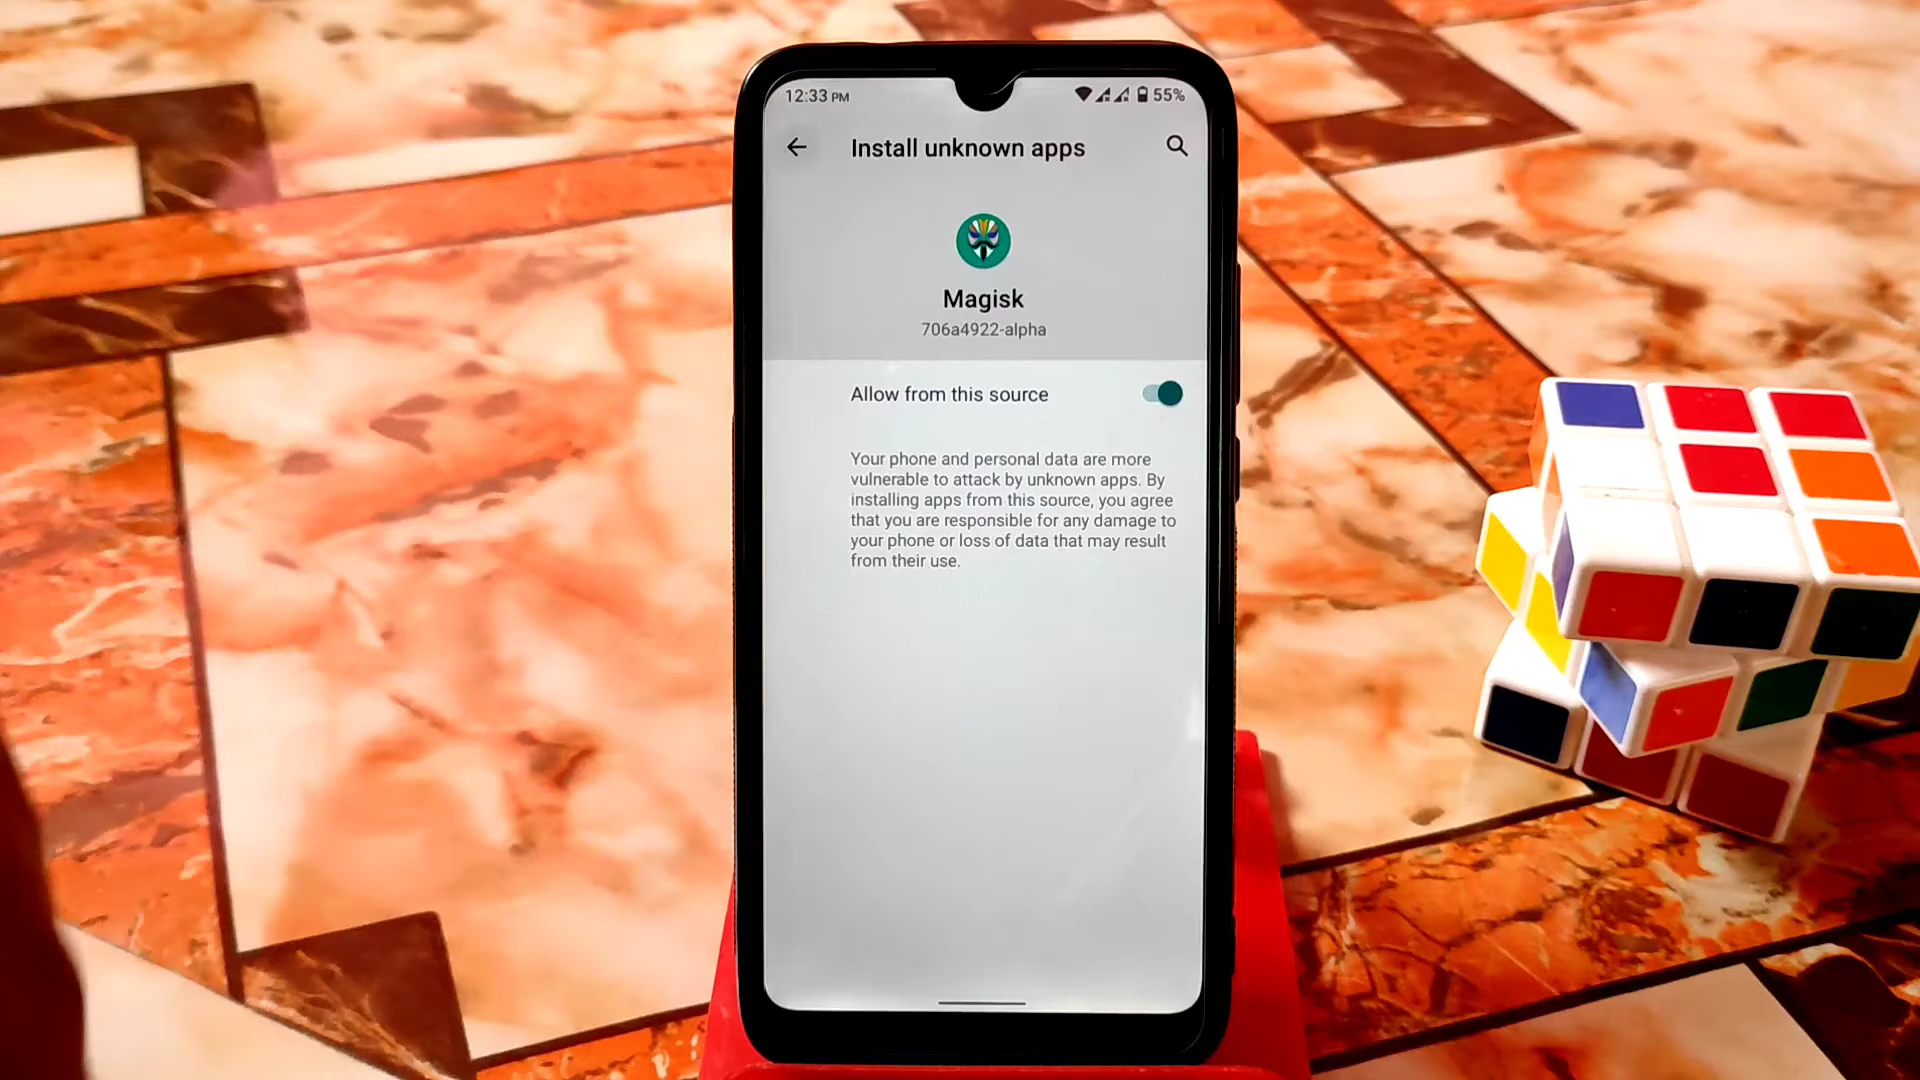 12:33 PM
55%
Install unknown apps
Magisk
706a4922-alpha
Allow from this source
Your phone and personal data are more
vulnerable to attack by unknown apps. By
installing apps from this source, you agree
that you are responsible for any damage to
your phone or loss of data that may result
from their use.